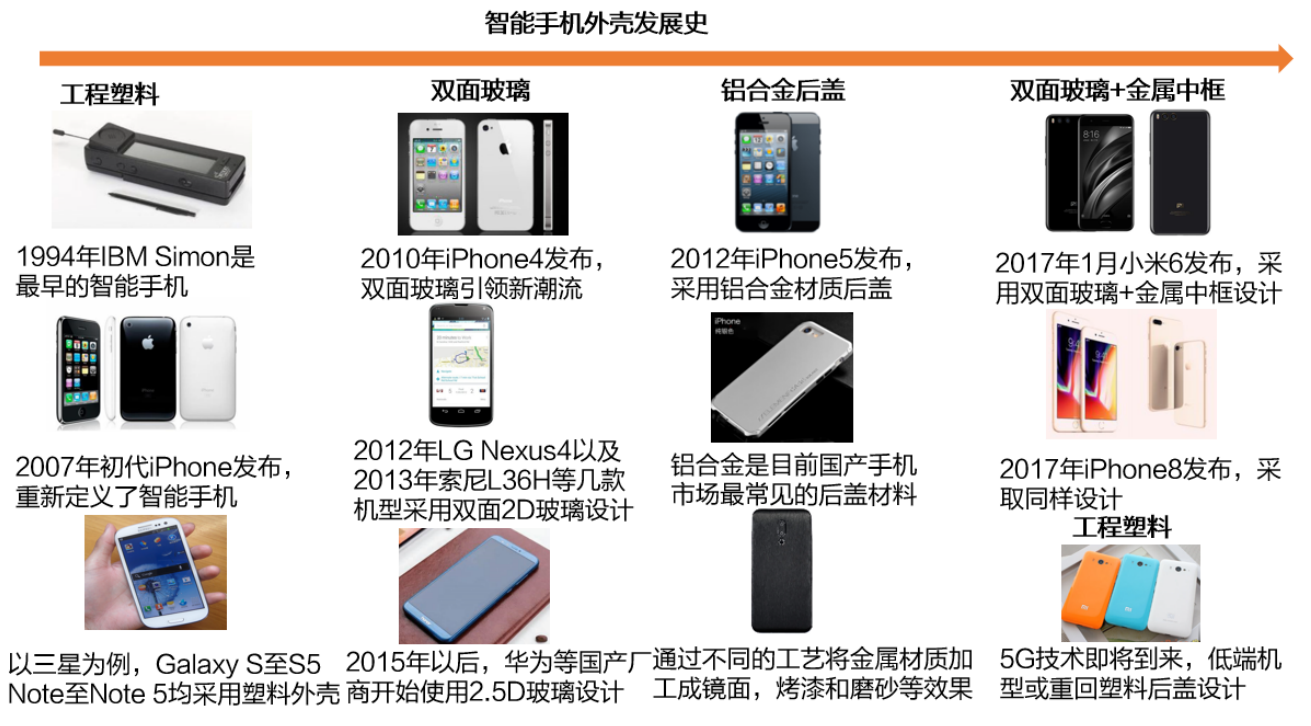 智能手机外壳发展史
工程塑料
1994年IBM Simon是
最早的智能手机
2007年初代iPhone发布，
重新定义了智能手机
以三星为例，Galaxy S至S5
Note至Note 5均采用塑料外壳
双面玻璃
2010年iPhone4发布，
双面玻璃引领新潮流
2012年LG Nexus4以及
2013年索尼L36H等几款
机型采用双面2D玻璃设计
2015年以后，华为等国产厂
商开始使用2.5D玻璃设计
铝合金后盖
2012年iPhone5发布，
采用铝合金材质后盖
iPhone
纯银色
铝合金是目前国产手机
市场最常见的后盖材料
通过不同的工艺将金属材质加
工成镜面，烤漆和磨砂等效果
双面玻璃+金属中框
8:16
2017年1月小米6发布，采
用双面玻璃+金属中框设计
2017年iPhone8发布，采
取同样设计
工程塑料
5G技术即将到来，低端机
型或重回塑料后盖设计